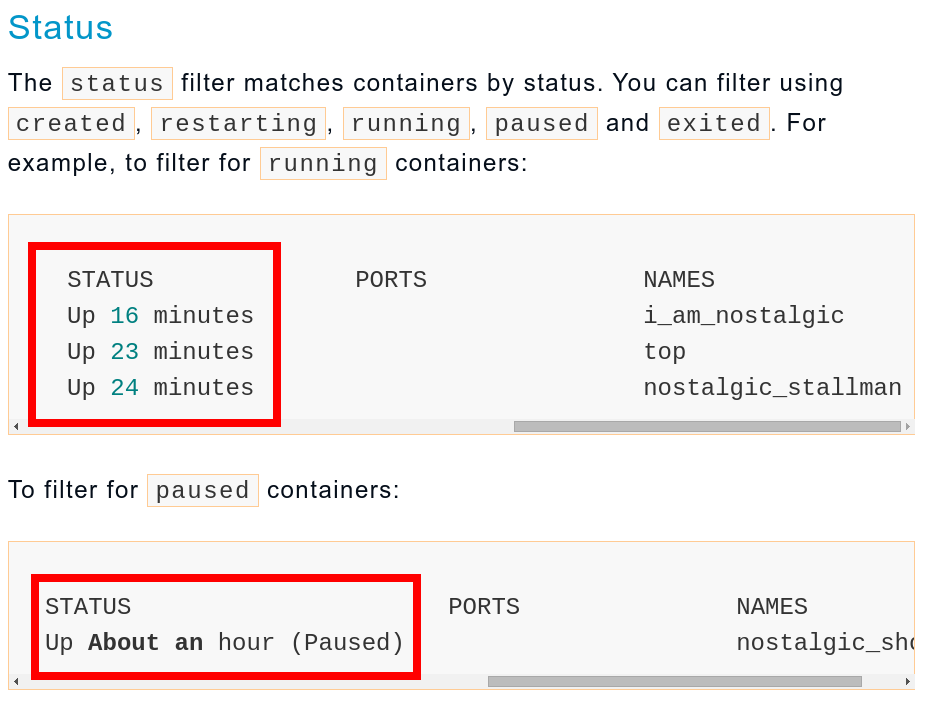 Status
The status filter matches containers by status. You can filter using
created, restarting, running, paused and exited. For
example, to filter for running containers:
STATUS PORTS NAMES
Up 16 minutes i_am_nostalgic
Up 23 minutes top
Up 24 minutes nostalgic_stallman
To filter for paused containers:
STATUS PORTS NAMES
Up About an hour (Paused) nostalgic_sho